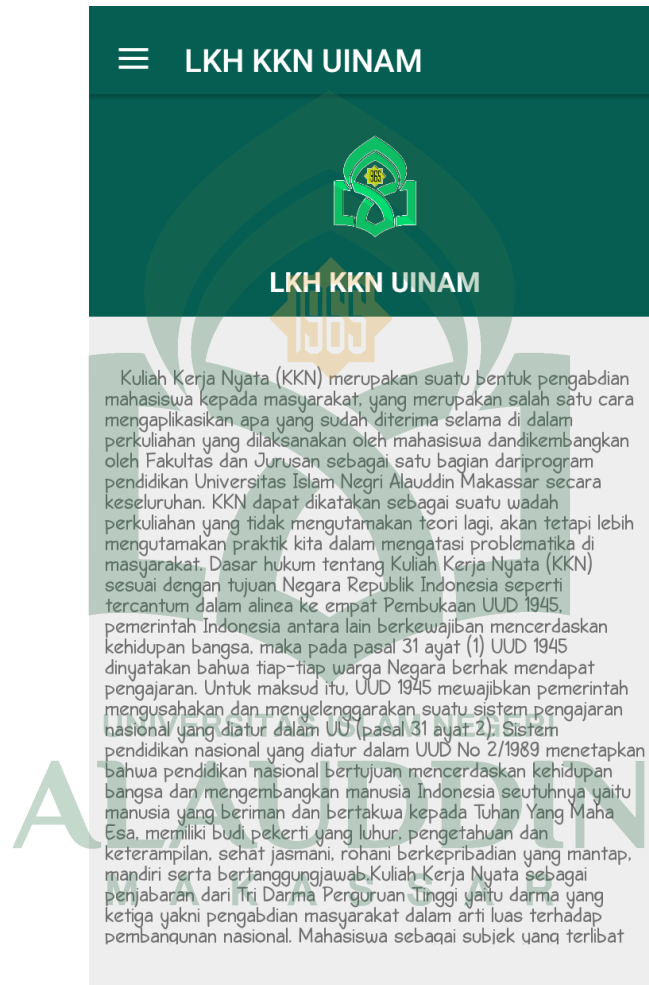 LKH KKN UINAM
965
LKH KKN UINAM
1965
Kuliah Kerja Nyata (KKN) merupakan suatu bentuk pengabdian
mahasiswa kepada masyarakat, yang merupakan salah satu cara
mengaplikasikan apa yang sudah diterima selama di dalam
perkuliahan yang dilaksanakan oleh mahasiswa dandikembangkan
oleh Fakultas dan Jurusan sebagai satu bagian dariprogram
pendidikan Universitas Islam Negri Alauddin Makassar secara
keseluruhan. KKN dapat dikatakan sebagai suatu wadah
perkuliahan yang tidak mengutamakan teori lagi, akan tetapi lebih
mengutamakan praktik kita dalam mengatasi problematika di
masyarakat. Dasar hukum tentang Kuliah Kerja Nyata (KKN)
sesuai dengan tujuan Negara Republik Indonesia seperti
tercantum dalam alinea ke empat Pembukaan UUD 1945,
pemerintah Indonesia antara lain berkewajiban mencerdaskan
kehidupan bangsa, maka pada pasal 31 ayat (1) UUD 1945
dinyatakan bahwa tiap-tiap warga Negara berhak mendapat
pengajaran. Untuk maksud itu, UUD 1945 mewajibkan pemerintah
mengusahakan dan menyelenggarakan suatu sistem pengajaran
UNIVERSITAS ISLAM NEGERI
nasional yang diatur dalam UU (pasal 31 ayat 2). Sistem
pendidikan nasional yang diatur dalam UUD No 2/1989 menetapkan
bahwa pendidikan nasional bertujuan mencerdaskan kehidupan
bangsa dan mengembangkan manusia Indonesia seutuhnya yaitu
ALAUDDIN
manusia yang beriman dan bertakwa kepada Tuhan Yang Maha
Esa, memiliki budi pekerti yang luhur, pengetahuan dan
keterampilan, sehat jasmani, rohani berkepribadian yang mantap,
mandiri serta bertanggungjawab.Kuliah Kerja Nyata sebagai
MAKASSAR
penjabaran dari Tri Darma Perguruan Tinggi yaitu darma yang
ketiga yakni pengabdian masyarakat dalam arti luas terhadap
pembangunan nasional. Mahasiswa sebagai subjek yang terlibat